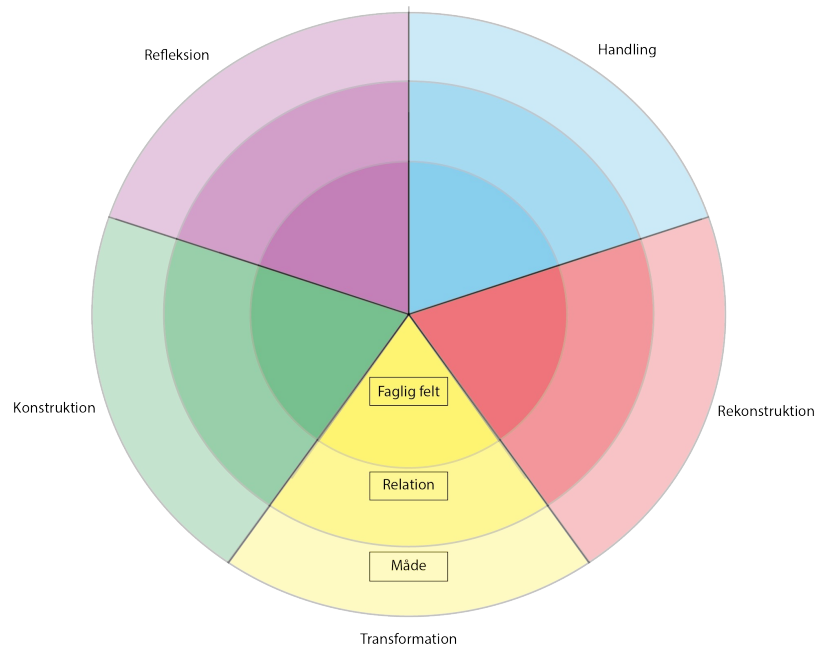 Refleksion
Handling
Faglig felt
Konstruktion
Rekonstruktion
Relation
Måde
Transformation